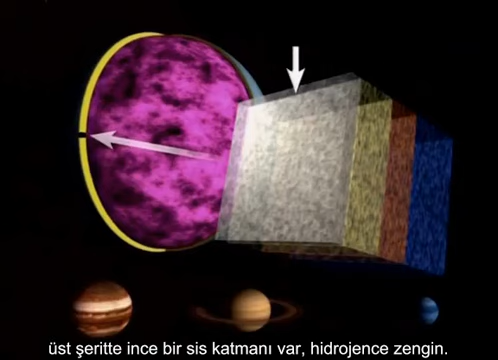 üst şeritte ince bir sis katmanı var, hidrojence zengin.